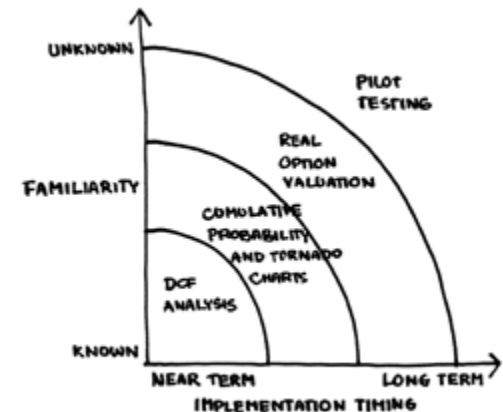 UNKNOWN
PILOT
TESTING
REAL
OPTION
VALUATION
FAMILIARITY
CUMULATIVE
PROBABILITY
AND TORNADO
CHARTS
DCF
ANALYSIS
KNOWN
NEAR TERM
LONG TERM
IMPLEMENTATION TIMING